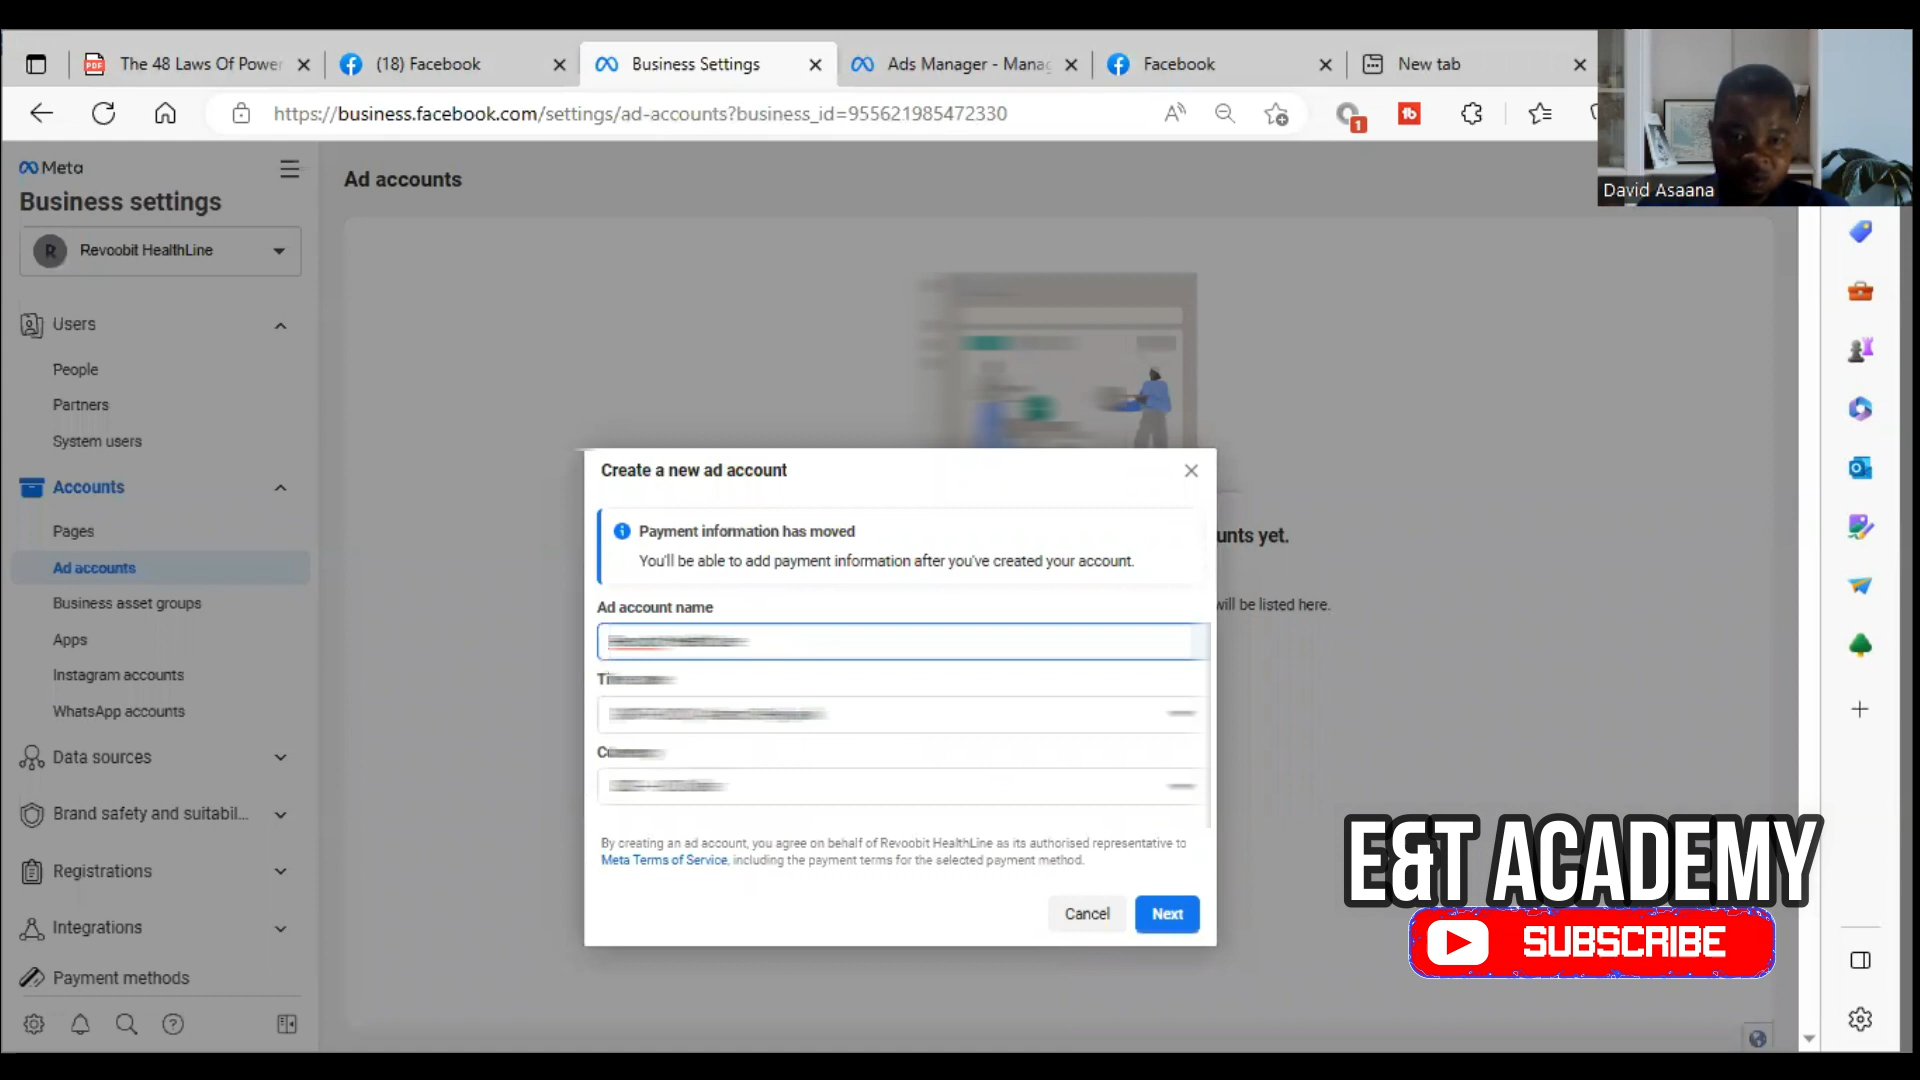 The 48 Laws Of Power
(18) Facebook
Business Settings
Ads Manager - Manag
Facebook
New tab
https://business.facebook.com/settings/ad-accounts?business_id=955621985472330
1
David Asaana
Meta
Business settings
R
Revoobit HealthLine
Users
People
Partners
System users
Accounts
Pages
Ad accounts
Business asset groups
Apps
Instagram accounts
WhatsApp accounts
Data sources
Brand safety and suitabil...
Registrations
Integrations
Payment methods
Ad accounts
unts yet.
will be listed here.
Create a new ad account
Payment information has moved
You'll be able to add payment information after you've created your account.
Ad account name
By creating an ad account, you agree on behalf of Revoobit HealthLine as its authorised representative to
Meta Terms of Service, including the payment terms for the selected payment method.
Cancel
Next
E&T ACADEMY
SUBSCRIBE